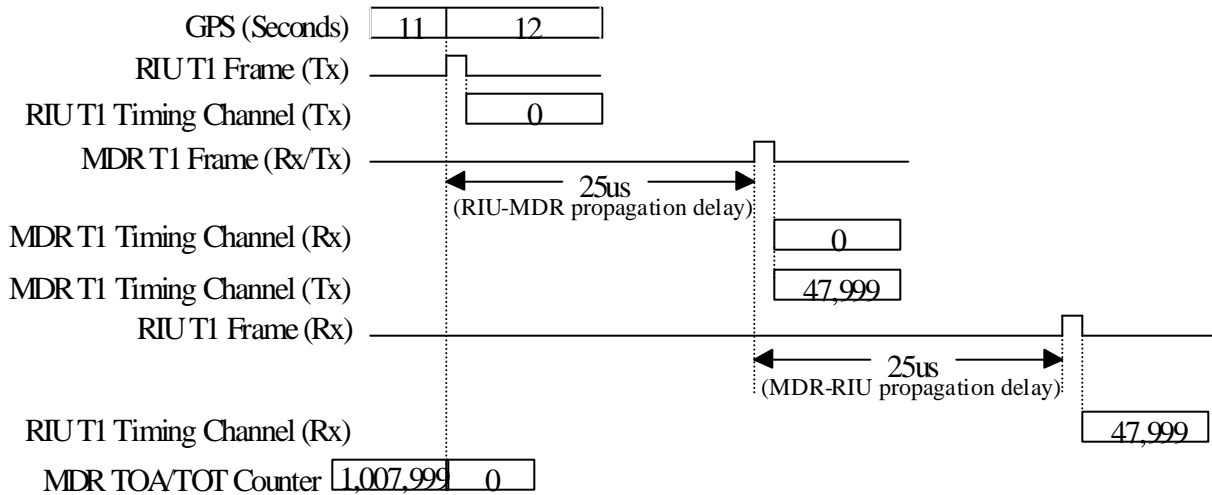 GPS (Seconds) 11 12
RIU T1 Frame (Tx)
RIU T1 Timing Channel (Tx) 0
MDR T1 Frame (Rx/Tx)
25us
(RIU-MDR propagation delay)
MDR T1 Timing Channel (Rx) 0
MDR T1 Timing Channel (Tx) 47,999
RIU T1 Frame (Rx)
25us
(MDR-RIU propagation delay)
RIU T1 Timing Channel (Rx) 47,999
MDR TOA/TOT Counter 1,007,999 0